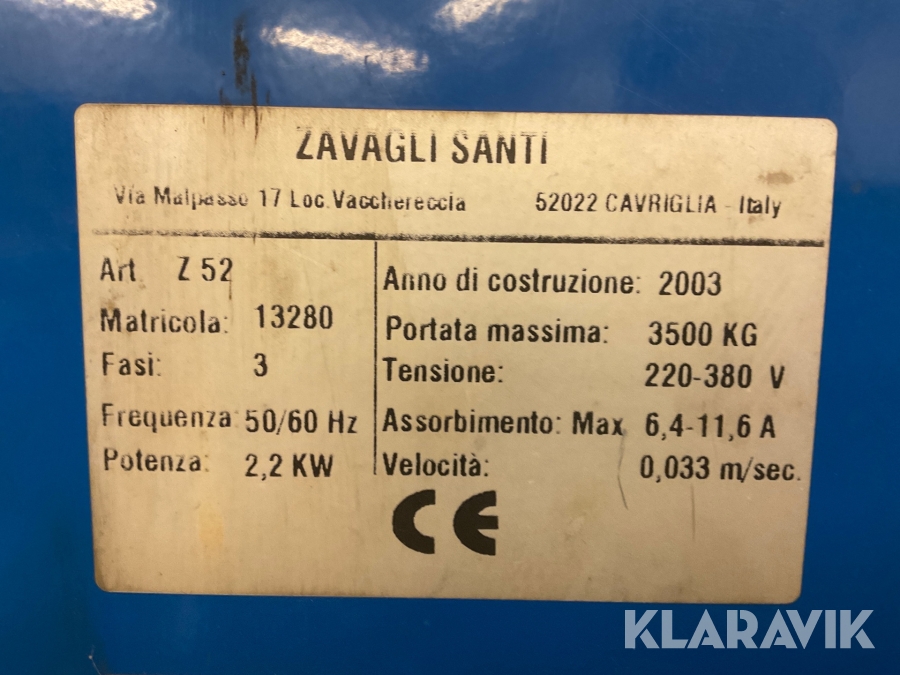 ZAVAGLI SANTI
Via Malpasso 17 Loc. Vacchereccia 52022 CAVRIGLIA - Italy
Art. Z 52
Matricola: 13280
Fasi: 3
Frequenza: 50/60 Hz
Potenza: 2,2 KW
Anno di costruzione: 2003
Portata massima: 3500 KG
Tensione: 220-380 V
Assorbimento: Max 6,4-11,6 A
Velocità: 0,033 m/sec.
CE
KLARAVIK